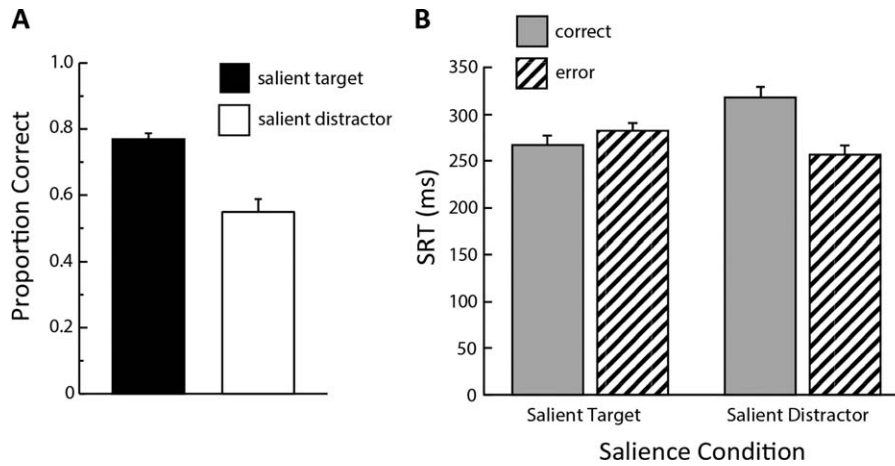 A
Proportion Correct
1.0
0.8
0.6
0.4
0.2
0
salient target
salient distractor
B
correct
error
SRT (ms)
350
300
250
200
150
100
50
0
Salient Target
Salient Distractor
Salience Condition